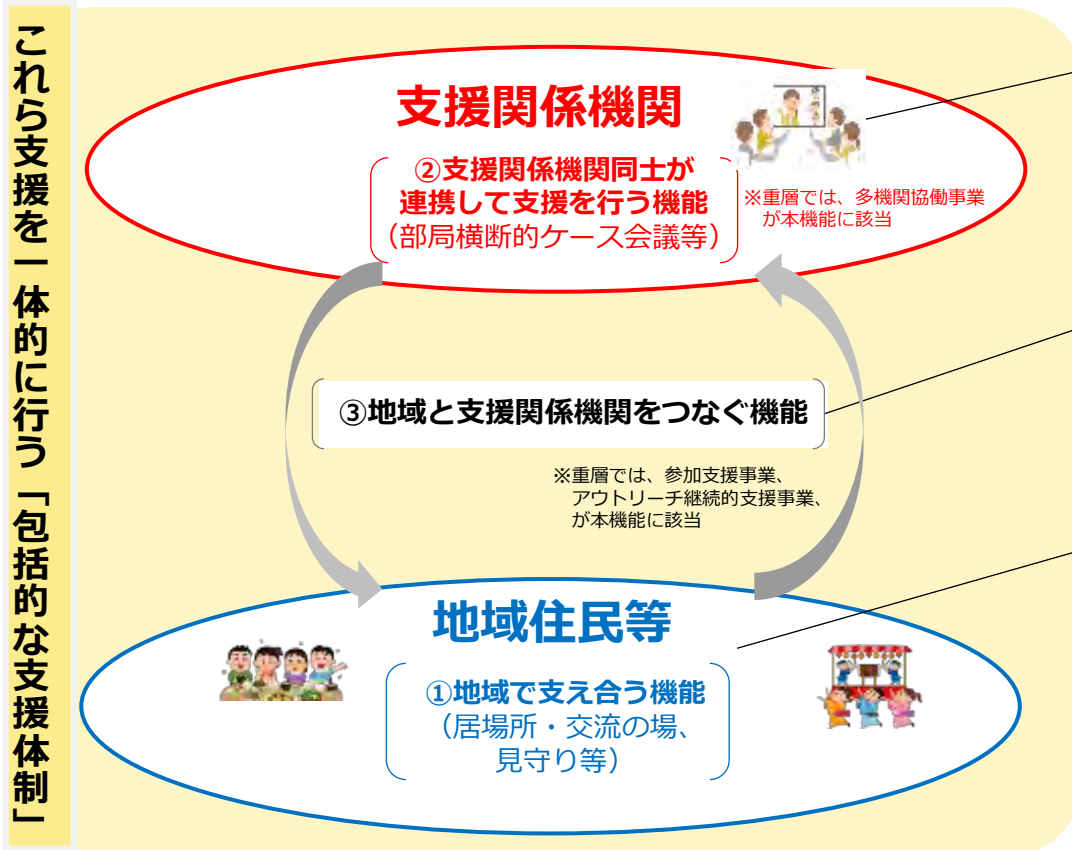 これら支援を一体的に行う「包括的な支援体制」
支援関係機関
②支援関係機関同士が
連携して支援を行う機能
（部局横断的ケース会議等）
※重層では、多機関協働事業
が本機能に該当
③地域と支援関係機関をつなぐ機能
※重層では、参加支援事業、
アウトリーチ継続的支援事業、
が本機能に該当
地域住民等
①地域で支え合う機能
（居場所・交流の場、
見守り等）